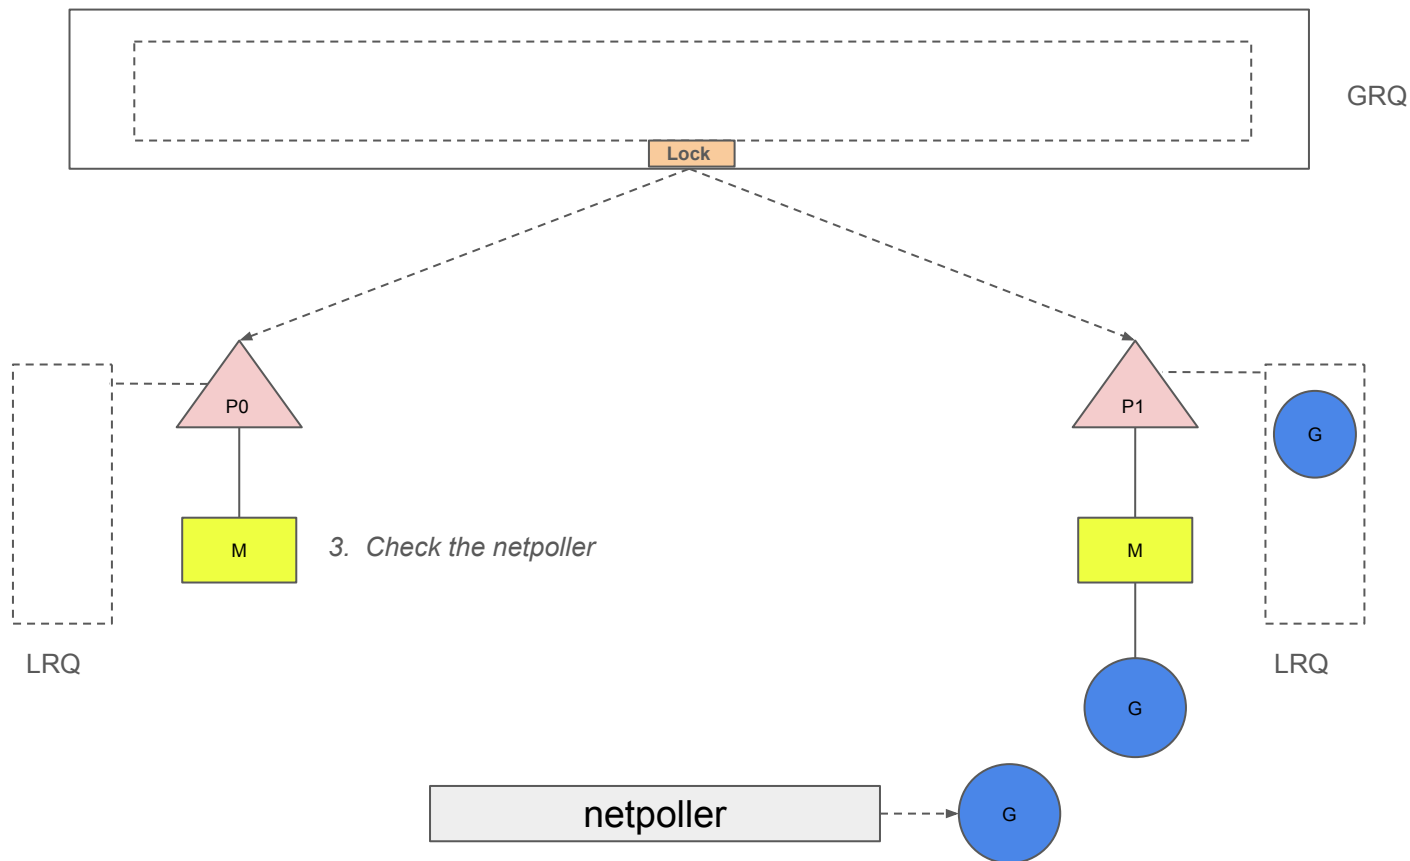 GRQ
Lock
P0
P1
G
M
3. Check the netpoller
M
LRQ
LRQ
G
netpoller
G